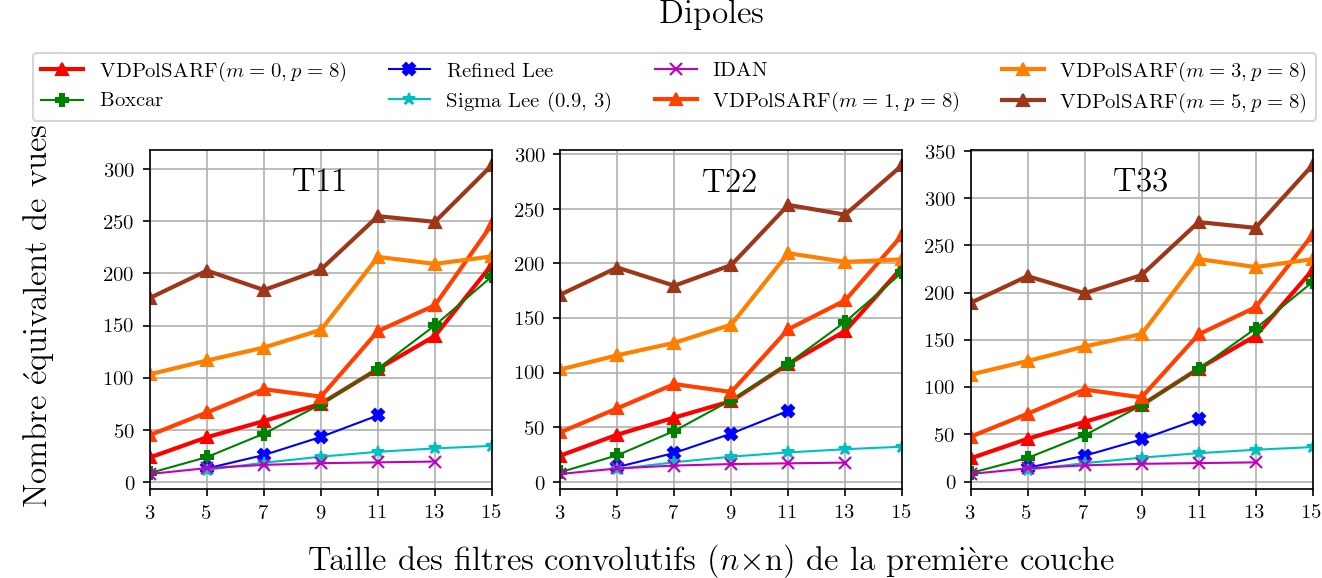 Dipoles
VDPolSARF(m = 0, p = 8) Refined Lee IDAN VDPolSARF(m = 3, p = 8)
Boxcar Sigma Lee (0.9, 3) VDPolSARF(m = 1, p = 8) VDPolSARF(m = 5, p = 8)
Nombre équivalent de vues
T11
300
250
200
150
100
50
0
3 5 7 9 11 13 15
T22
300
250
200
150
100
50
0
3 5 7 9 11 13 15
T33
350
300
250
200
150
100
50
0
3 5 7 9 11 13 15
Taille des filtres convolutifs (n×n) de la première couche